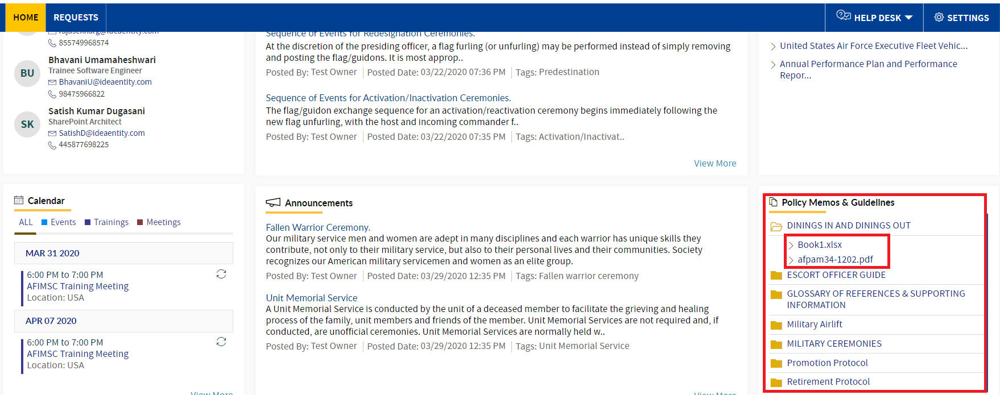 HOME
REQUESTS
HELP DESK
SETTINGS
rajasekharg@ideaentity.com
855749968574
BU
Bhavani Umamaheshwari
Trainee Software Engineer
BhavaniU@ideaentity.com
98475966822
SK
Satish Kumar Dugasani
SharePoint Architect
SatishD@ideaentity.com
445877698225
Sequence of Events for Redesignation Ceremonies.
At the discretion of the presiding officer, a flag furling (or unfurling) may be performed instead of simply removing
and posting the flag/guidons. It is most approp..
Posted By: Test Owner Posted Date: 03/22/2020 07:36 PM Tags: Predestination
Sequence of Events for Activation/Inactivation Ceremonies.
The flag/guidon exchange sequence for an activation/reactivation ceremony begins immediately following the
new flag unfurling, with the host and incoming commander f..
Posted By: Test Owner Posted Date: 03/22/2020 07:35 PM Tags: Activation/Inactivat..
View More
United States Air Force Executive Fleet Vehic...
Annual Performance Plan and Performance
Repor...
Calendar
ALL Events Trainings Meetings
MAR 31 2020
6:00 PM to 7:00 PM
AFIMSC Training Meeting
Location: USA
APR 07 2020
6:00 PM to 7:00 PM
AFIMSC Training Meeting
Location: USA
View More
Announcements
Fallen Warrior Ceremony.
Our military service men and women are adept in many disciplines and each warrior has unique skills they
contribute, not only to their military service, but also to their personal lives and their communities. Society
recognizes our American military servicemen and women as an elite group.
Posted By: Test Owner Posted Date: 03/29/2020 12:35 PM Tags: Fallen warrior ceremony
Unit Memorial Service
A Unit Memorial Service is conducted by the unit of a deceased member to facilitate the grieving and healing
process of the family, unit members and friends of the member. Unit Memorial Services are not required and, if
conducted, are unofficial ceremonies. Unit Memorial Services are normally held w..
Posted By: Test Owner Posted Date: 03/29/2020 12:35 PM Tags: Unit Memorial Service
View More
Policy Memos & Guidelines
DININGS IN AND DININGS OUT
Book1.xlsx
afpam34-1202.pdf
ESCORT OFFICER GUIDE
GLOSSARY OF REFERENCES & SUPPORTING
INFORMATION
Military Airlift
MILITARY CEREMONIES
Promotion Protocol
Retirement Protocol